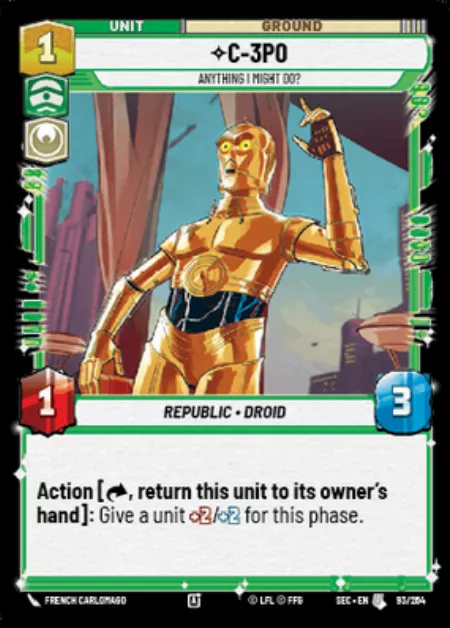 UNIT
GROUND
1
C-3PO
ANYTHING I MIGHT DO?
1
REPUBLIC • DROID
3
Action [, return this unit to its owner's
hand]: Give a unit +2/+2 for this phase.
FRENCH CARLOMAGO
Ⓐ LFL Ⓒ FFG
SEC • EN
93/264